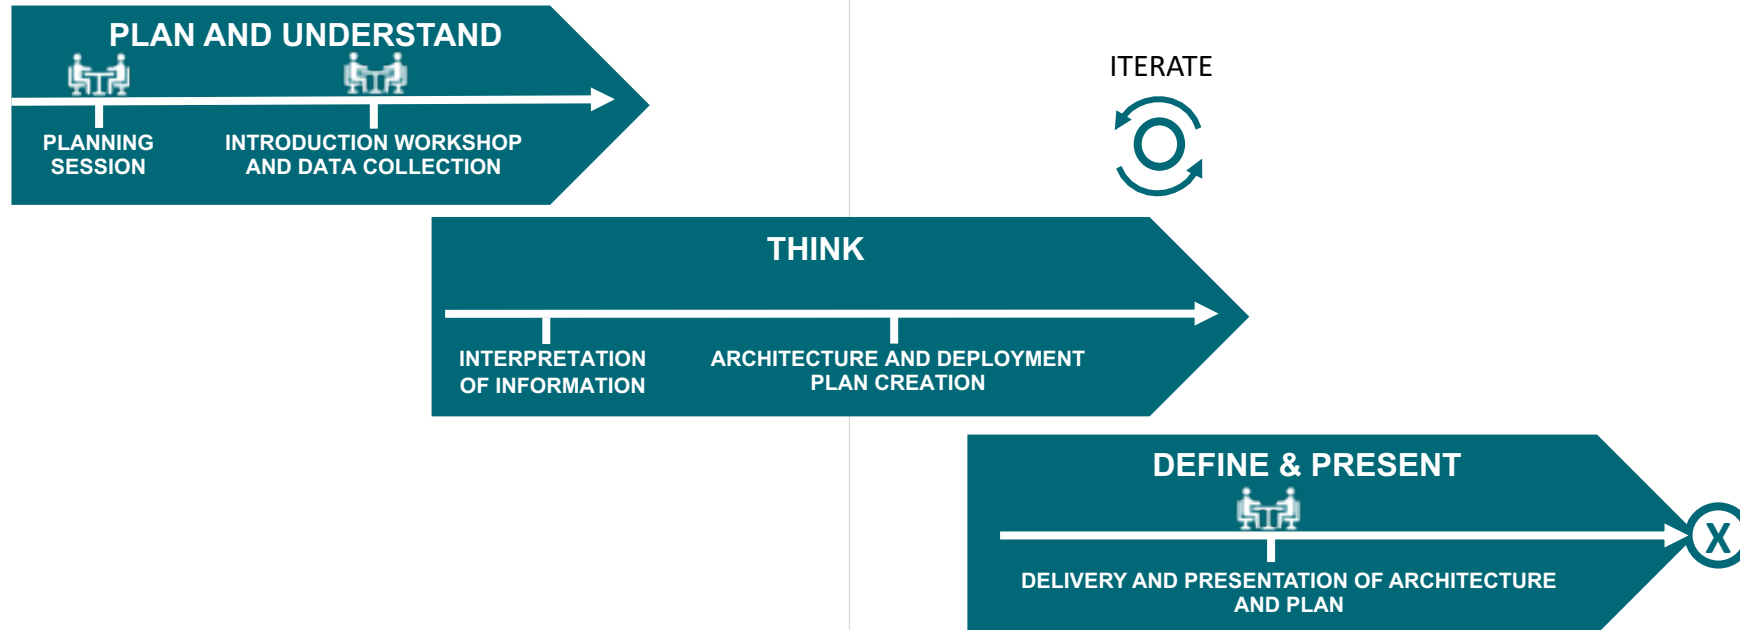 PLAN AND UNDERSTAND
PLANNING
SESSION
INTRODUCTION WORKSHOP
AND DATA COLLECTION
ITERATE
THINK
INTERPRETATION
OF INFORMATION
ARCHITECTURE AND DEPLOYMENT
PLAN CREATION
DEFINE & PRESENT
X
DELIVERY AND PRESENTATION OF ARCHITECTURE
AND PLAN